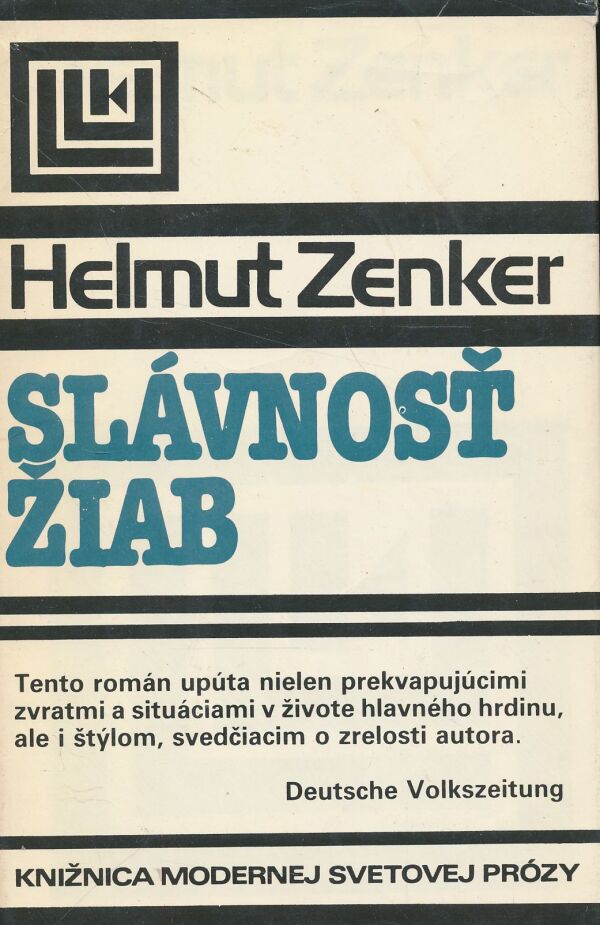 Helmut Zenker
SLÁVNOSŤ
ŽIAB
Tento román upúta nielen prekvapujúcimi
zvratmi a situáciami v živote hlavného hrdinu,
ale i štýlom, svedčiacim o zrelosti autora.
Deutsche Volkszeitung
KNIŽNICA MODERNEJ SVETOVEJ PRÓZY